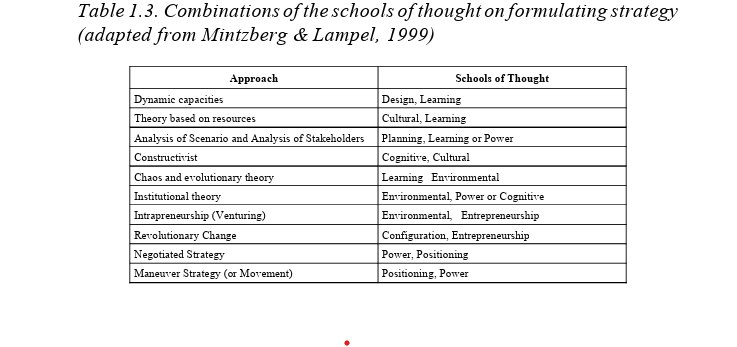 Table 1.3. Combinations of the schools of thought on formulating strategy
(adapted from Mintzberg & Lampel, 1999)
Approach Schools of Thought
Dynamic capacities Design, Learning
Theory based on resources Cultural, Learning
Analysis of Scenario and Analysis of Stakeholders Planning, Learning or Power
Constructivist Cognitive, Cultural
Chaos and evolutionary theory Learning Environmental
Institutional theory Environmental, Power or Cognitive
Intrapreneurship (Venturing) Environmental, Entrepreneurship
Revolutionary Change Configuration, Entrepreneurship
Negotiated Strategy Power, Positioning
Maneuver Strategy (or Movement) Positioning, Power